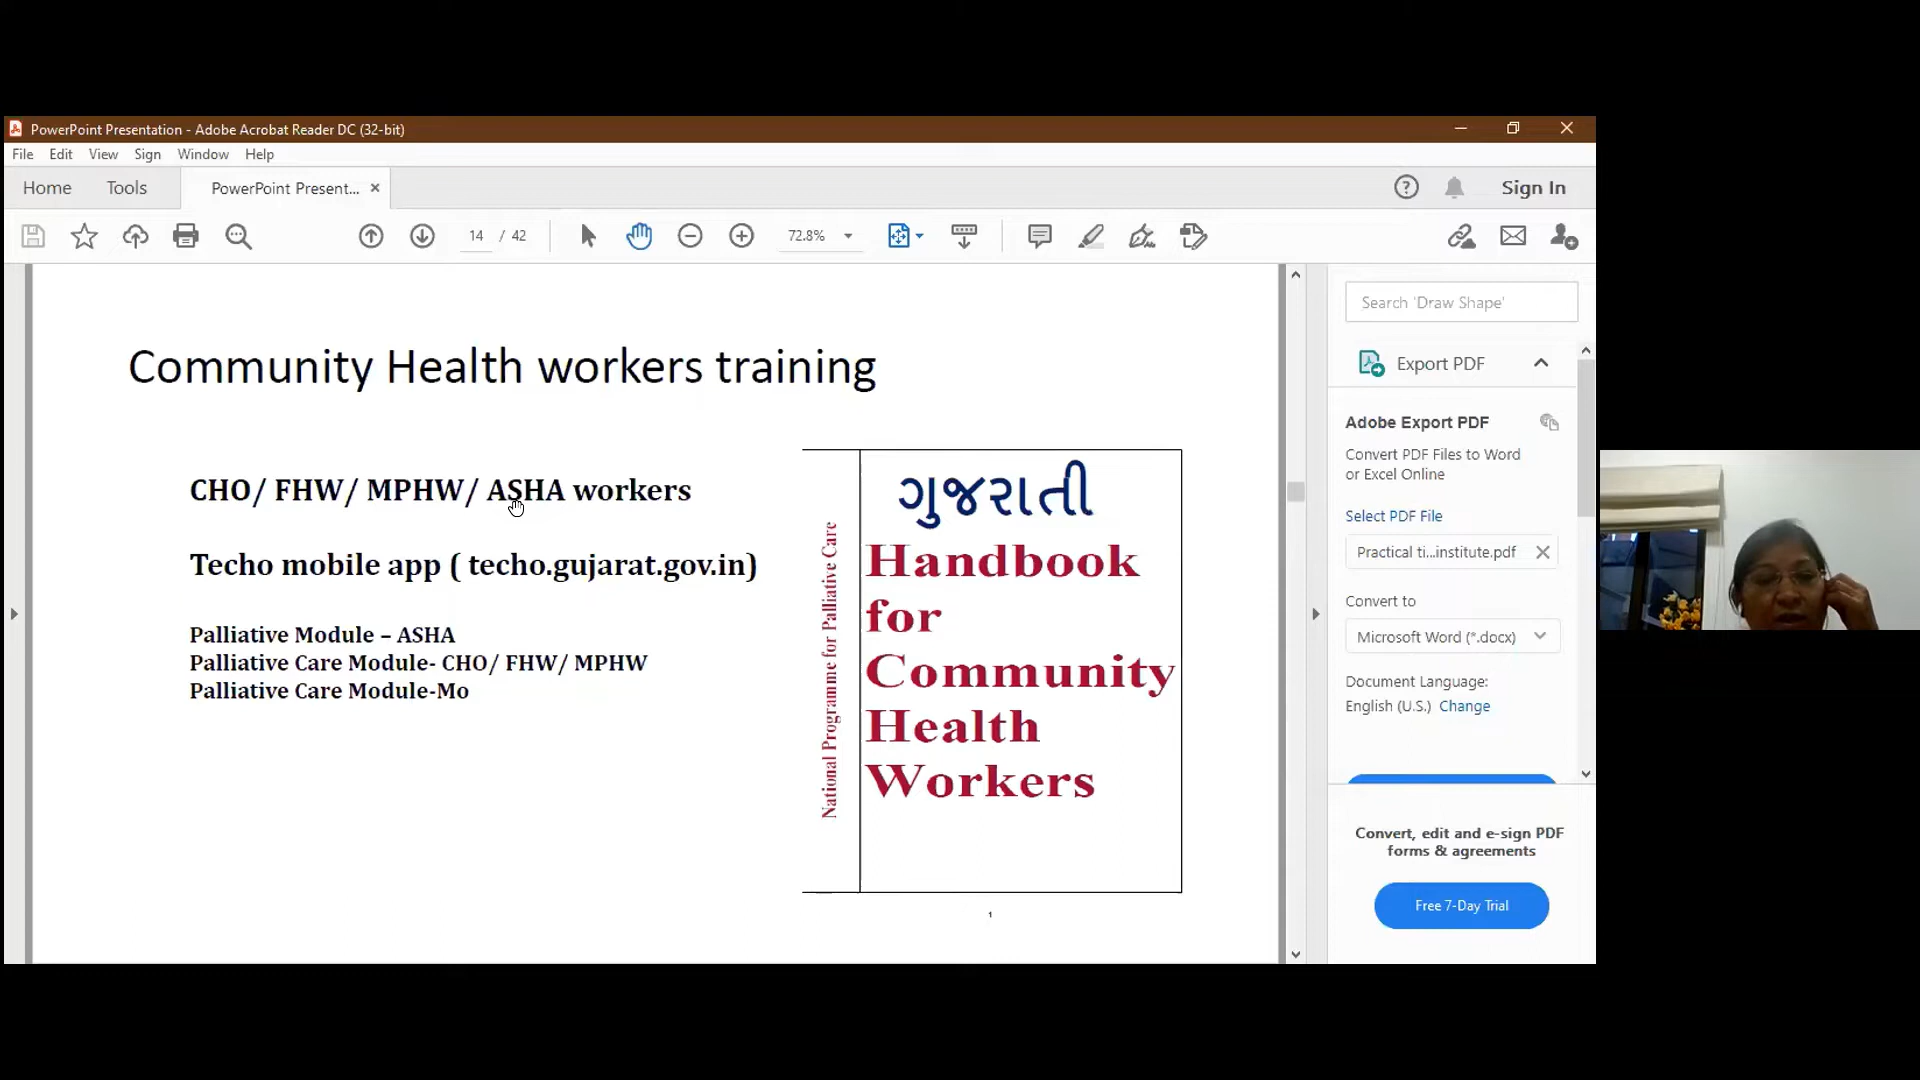 PowerPoint Presentation - Adobe Acrobat Reader DC (32-bit)
File Edit View Sign Window Help
Home Tools PowerPoint Present... Sign In
14 / 42 72.8%
Search 'Draw Shape'
Export PDF
Adobe Export PDF
Convert PDF Files to Word
or Excel Online
Select PDF File
Practical ti...institute.pdf
Convert to
Microsoft Word (*.docx)
Document Language:
English (U.S.) Change
Convert, edit and e-sign PDF
forms & agreements
Free 7-Day Trial
Community Health workers training
CHO/ FHW/ MPHW/ ASHA workers
Techo mobile app ( techo.gujarat.gov.in)
Palliative Module – ASHA
Palliative Care Module- CHO/ FHW/ MPHW
Palliative Care Module-Mo
National Programme for Palliative Care
ગુજરાતી
Handbook
for
Community
Health
Workers
1